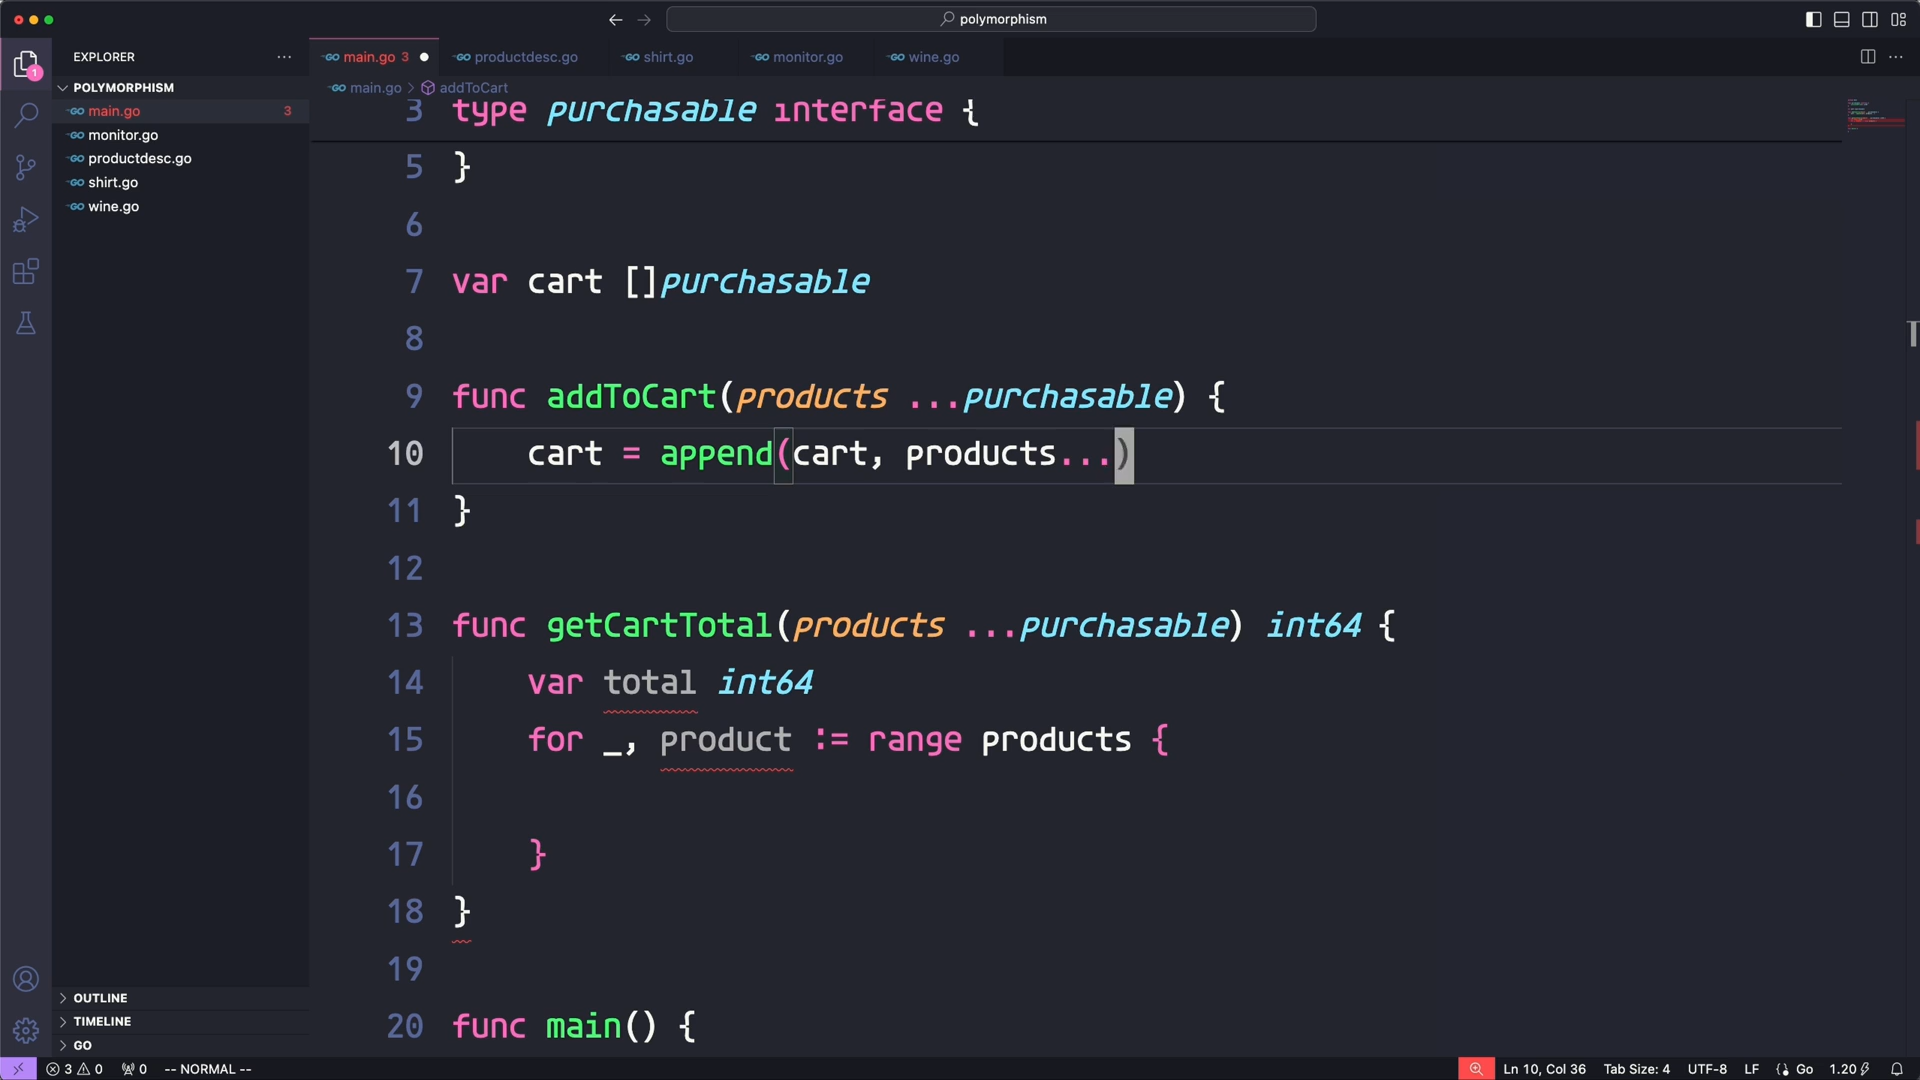 polymorphism
EXPLORER
POLYMORPHISM
main.go 3
monitor.go
productdesc.go
shirt.go
wine.go
OUTLINE
TIMELINE
GO
main.go 3
productdesc.go
shirt.go
monitor.go
wine.go
main.go > addToCart
3 type purchasable interface {
5 }
6
7 var cart []purchasable
8
9 func addToCart(products ...purchasable) {
10 cart = append(cart, products...)
11 }
12
13 func getCartTotal(products ...purchasable) int64 {
14 var total int64
15 for _, product := range products {
16
17 }
18 }
19
20 func main() {
3 0 0 -- NORMAL -- Ln 10, Col 36 Tab Size: 4 UTF-8 LF Go 1.20